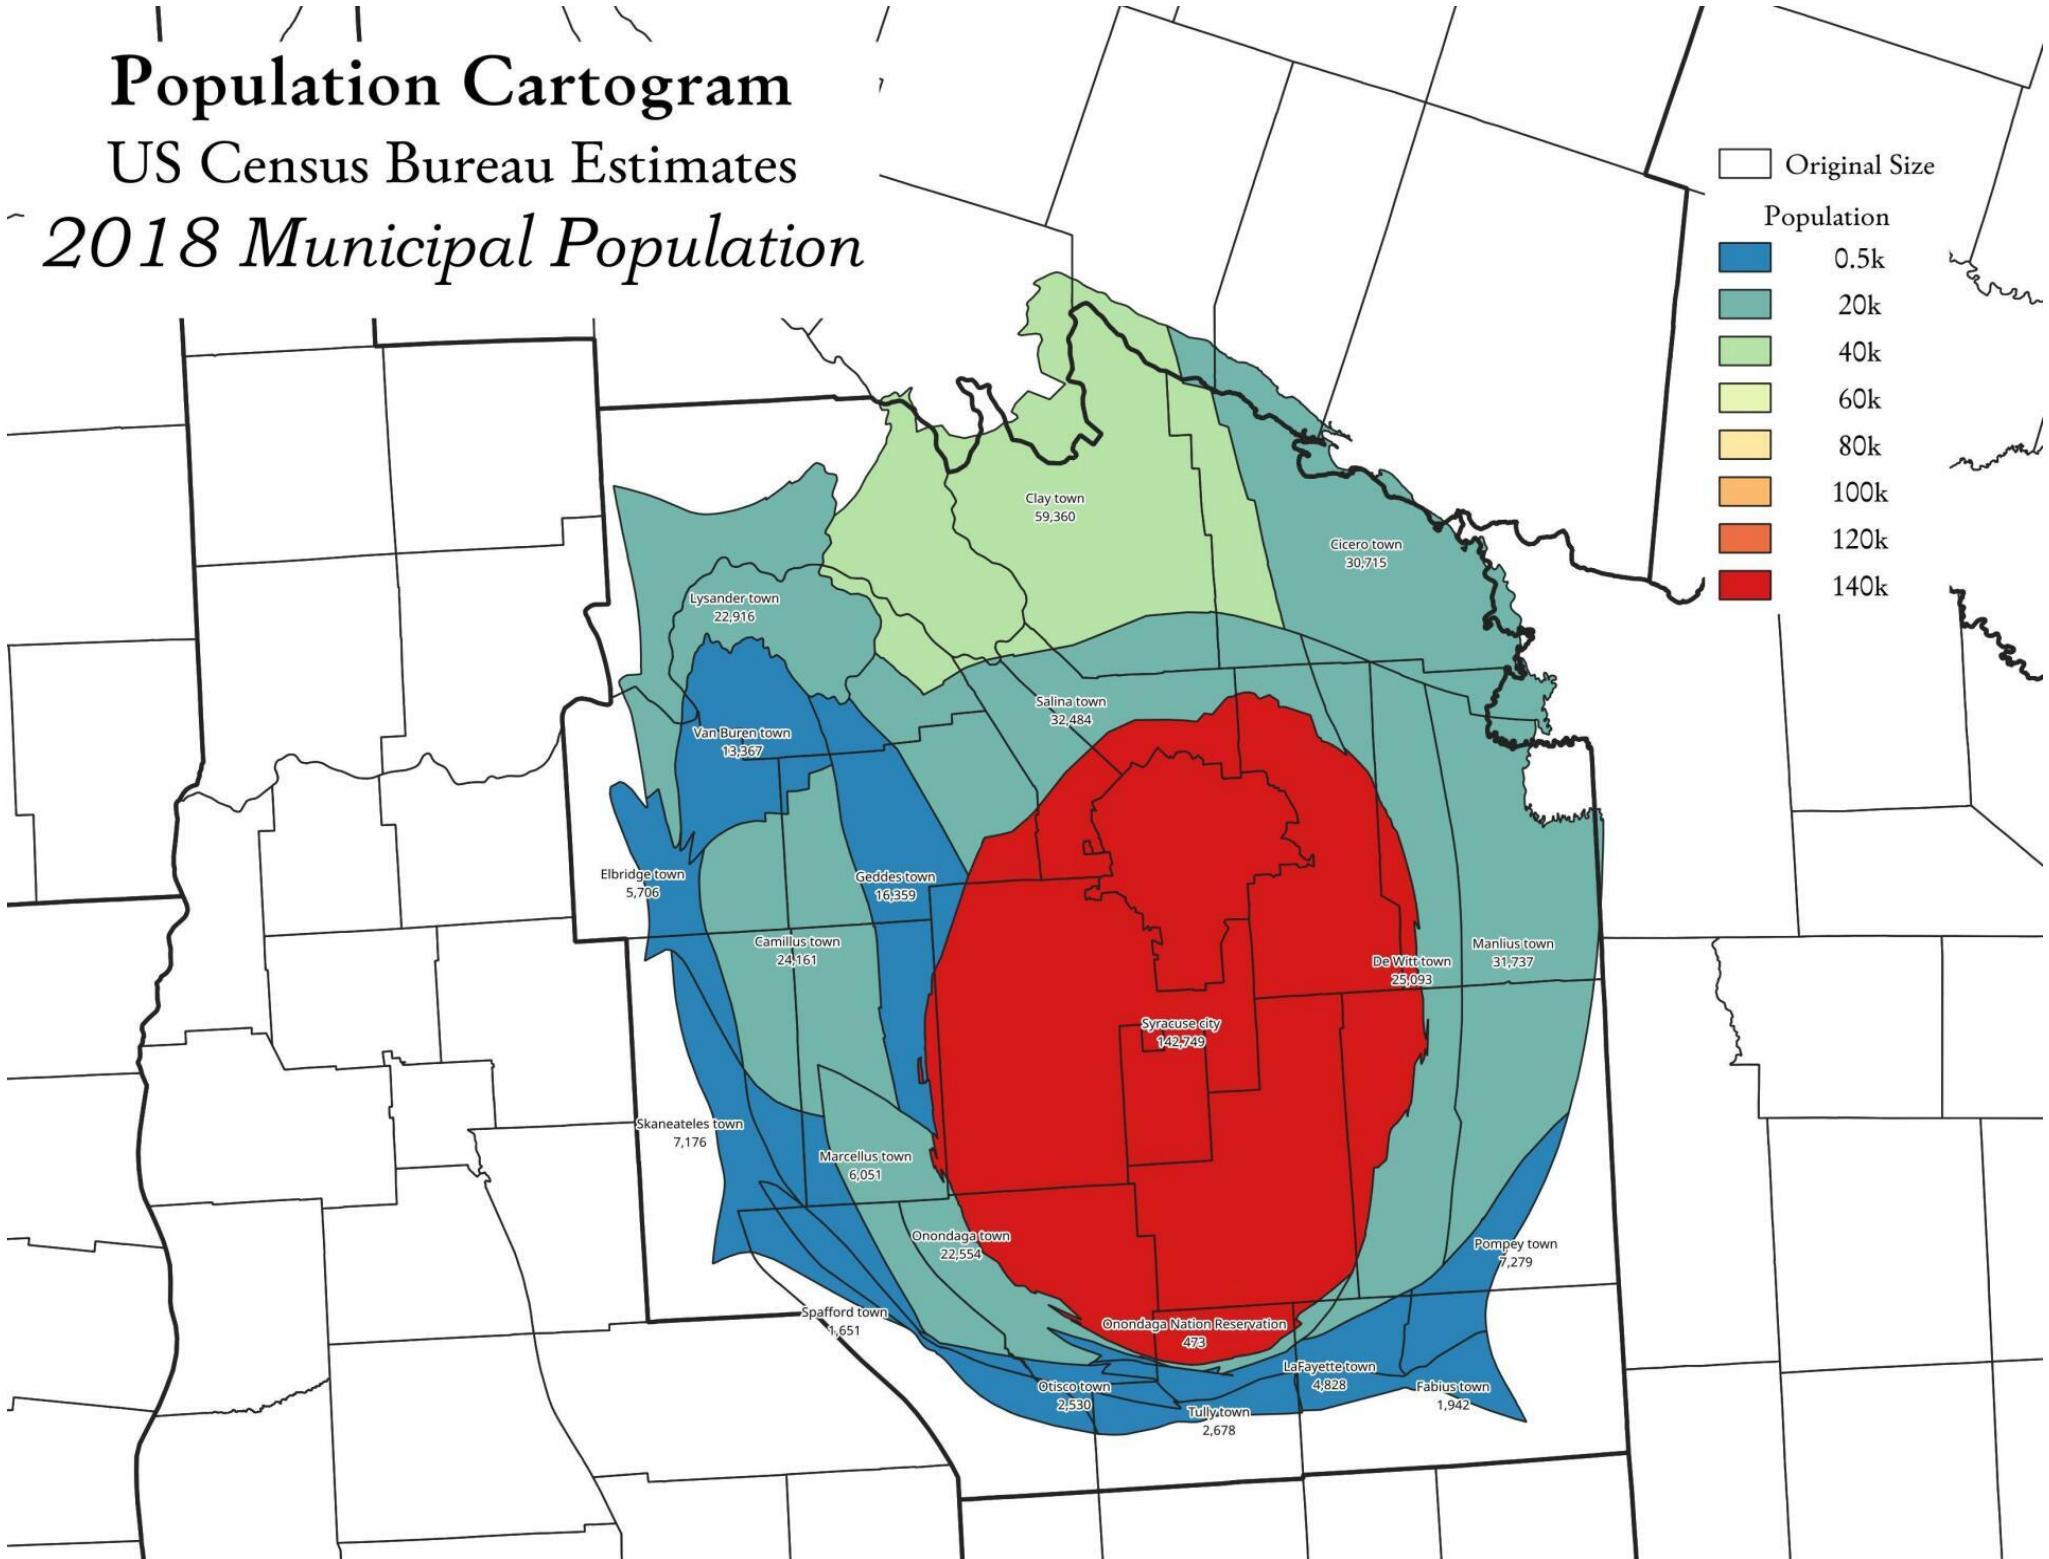 Population Cartogram
US Census Bureau Estimates
2018 Municipal Population
Original Size
Population
0.5k
20k
40k
60k
80k
100k
120k
140k
Clay town
59,360
Cicero town
30,715
Lysander town
22,916
Salina town
32,484
Van Buren town
13,367
Elbridge town
5,706
Geddes town
16,359
Camillus town
24,161
De Witt town
25,093
Manlius town
31,737
Syracuse city
142,749
Skaneateles town
7,176
Marcellus town
6,051
Onondaga town
22,554
Pompey town
7,279
Spafford town
1,651
Onondaga Nation Reservation
473
LaFayette town
4,828
Otisco town
2,530
Fabius town
1,942
Tully town
2,678